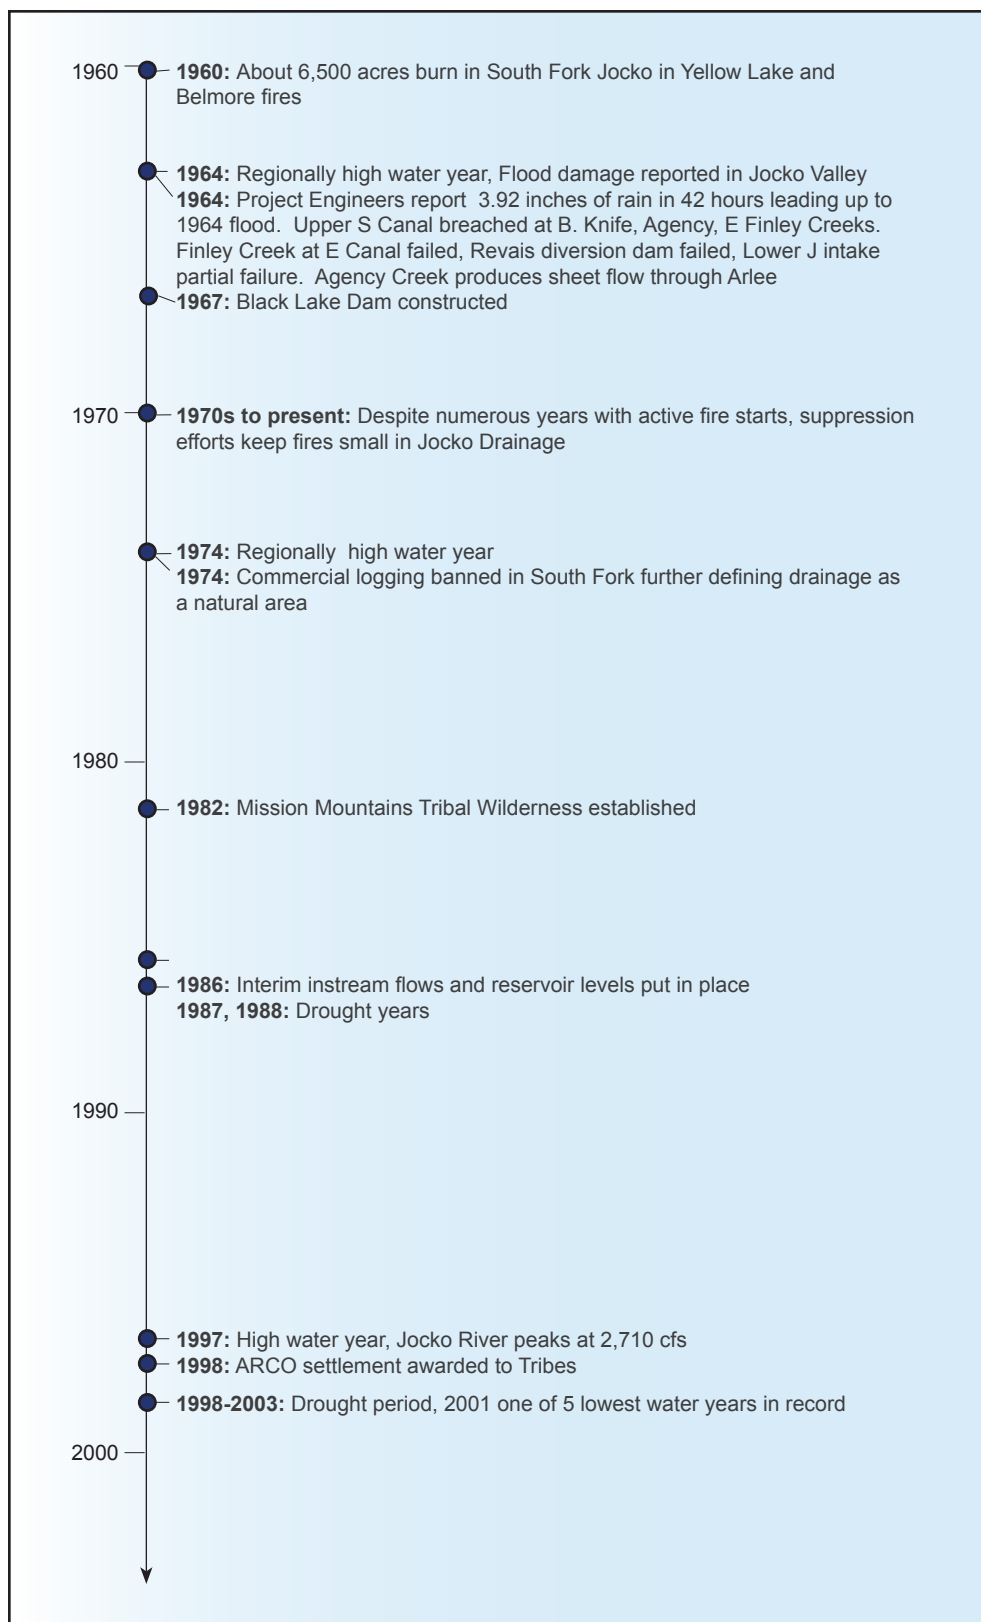 1960
1960: About 6,500 acres burn in South Fork Jocko in Yellow Lake and
Belmore fires
1964: Regionally high water year, Flood damage reported in Jocko Valley
1964: Project Engineers report 3.92 inches of rain in 42 hours leading up to
1964 flood. Upper S Canal breached at B. Knife, Agency, E Finley Creeks.
Finley Creek at E Canal failed, Revais diversion dam failed, Lower J intake
partial failure. Agency Creek produces sheet flow through Arlee
1967: Black Lake Dam constructed
1970
1970s to present: Despite numerous years with active fire starts, suppression
efforts keep fires small in Jocko Drainage
1974: Regionally high water year
1974: Commercial logging banned in South Fork further defining drainage as
a natural area
1980
1982: Mission Mountains Tribal Wilderness established
1986: Interim instream flows and reservoir levels put in place
1987, 1988: Drought years
1990
1997: High water year, Jocko River peaks at 2,710 cfs
1998: ARCO settlement awarded to Tribes
1998-2003: Drought period, 2001 one of 5 lowest water years in record
2000